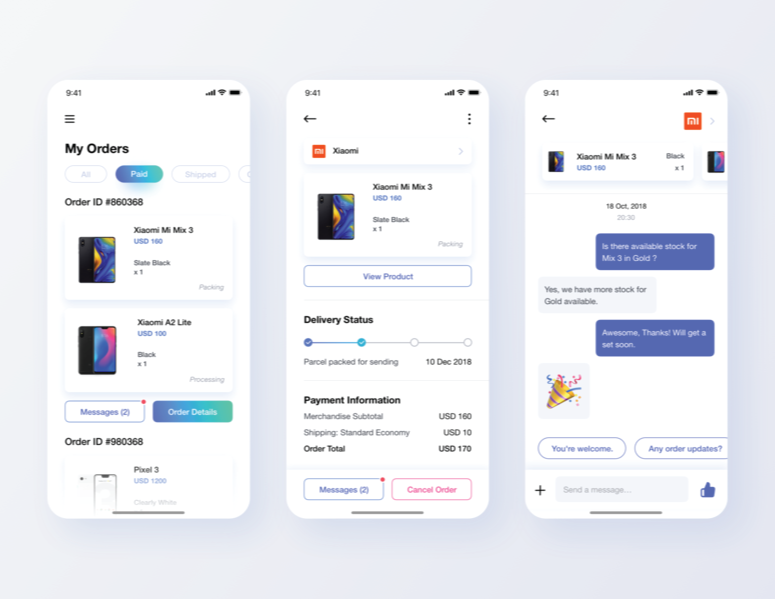 9:41
My Orders
All
Paid
Shipped
Order ID #860368
Xiaomi Mi Mix 3
USD 160
Slate Black
x 1
Packing
Xiaomi A2 Lite
USD 100
Black
x 1
Processing
Messages (2)
Order Details
Order ID #980368
Pixel 3
USD 1200
Clearly White
9:41
Xiaomi
Xiaomi Mi Mix 3
USD 160
Slate Black
x 1
Packing
View Product
Delivery Status
Parcel packed for sending 10 Dec 2018
Payment Information
Merchandise Subtotal USD 160
Shipping: Standard Economy USD 10
Order Total USD 170
Messages (2)
Cancel Order
9:41
Xiaomi Mi Mix 3 Black
USD 160 x 1
18 Oct, 2018
20:30
Is there available stock for
Mix 3 in Gold ?
Yes, we have more stock for
Gold available.
Awesome, Thanks! Will get a
set soon.
You're welcome.
Any order updates?
Send a message...